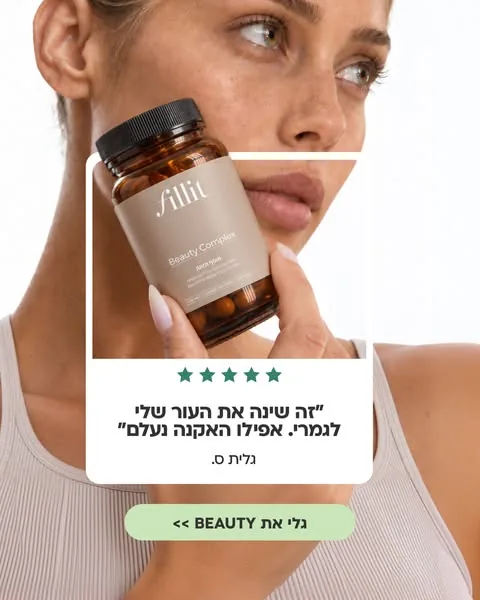 fillit
Beauty Complex
"זה שינה את העור שלי
לגמרי. אפילו האקנה נעלם"
גלית ס.
גלי את BEAUTY >>